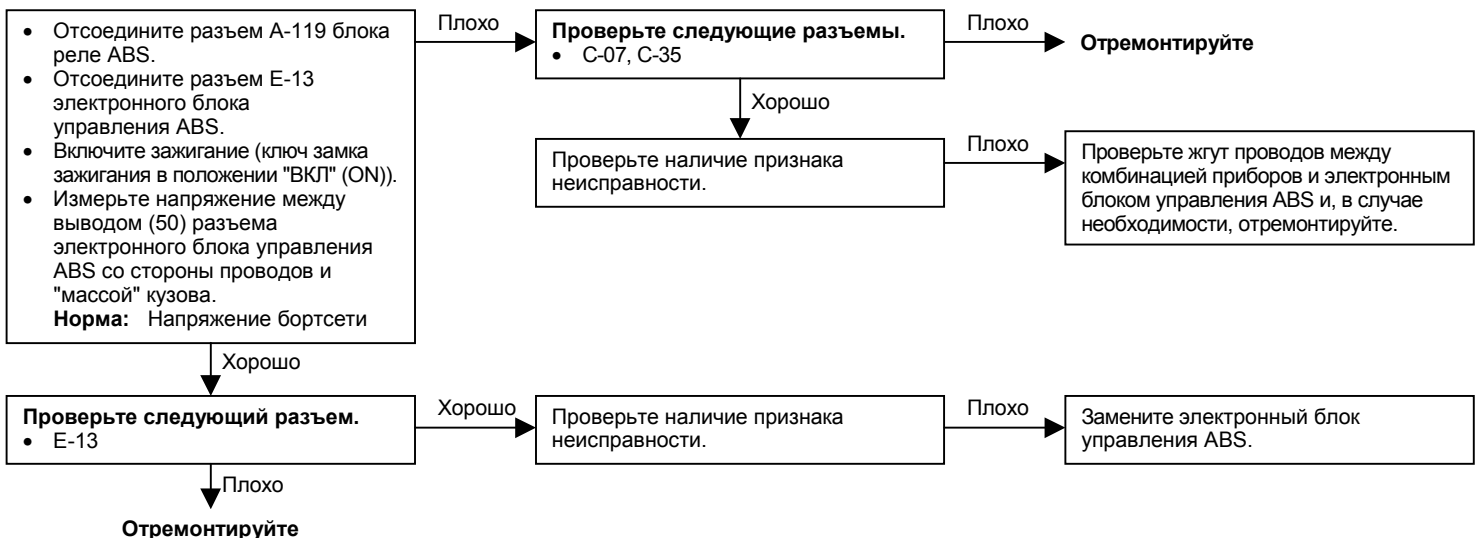 • Отсоедините разъем А-119 блока
реле ABS.
• Отсоедините разъем Е-13
электронного блока
управления ABS.
• Включите зажигание (ключ замка
зажигания в положении "ВКЛ" (ON)).
• Измерьте напряжение между
выводом (50) разъема
электронного блока управления
ABS со стороны проводов и
"массой" кузова.
Норма: Напряжение бортсети
Плохо
Проверьте следующие разъемы.
• С-07, С-35
Плохо
Отремонтируйте
Хорошо
Проверьте наличие признака
неисправности.
Плохо
Проверьте жгут проводов между
комбинацией приборов и электронным
блоком управления ABS и, в случае
необходимости, отремонтируйте.
Хорошо
Проверьте следующий разъем.
• Е-13
Хорошо
Проверьте наличие признака
неисправности.
Плохо
Замените электронный блок
управления ABS.
Плохо
Отремонтируйте